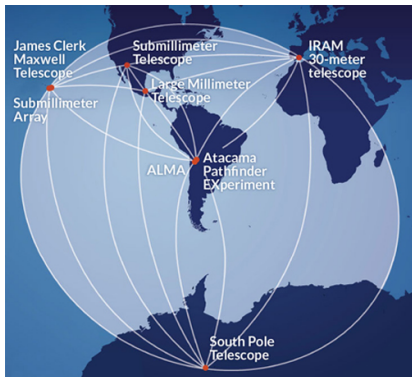 James Clerk
Maxwell
Telescope
Submillimeter
Array
Submillimeter
Telescope
Large Millimeter
Telescope
IRAM
30-meter
telescope
ALMA
Atacama
Pathfinder
EXperiment
South Pole
Telescope